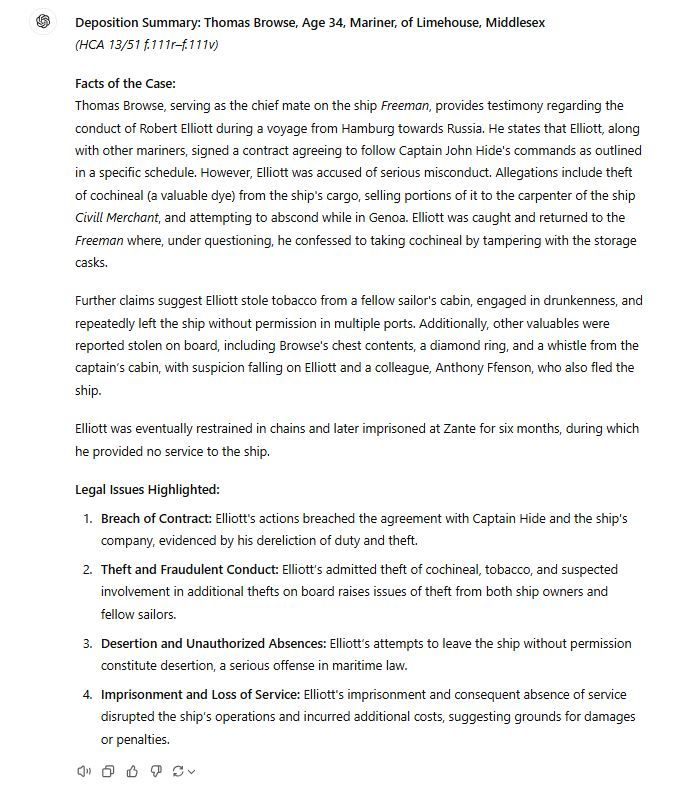 Deposition Summary: Thomas Browse, Age 34, Mariner, of Limehouse, Middlesex
(HCA 13/51 f.111r–f.111v)
Facts of the Case:
Thomas Browse, serving as the chief mate on the ship Freeman, provides testimony regarding the
conduct of Robert Elliott during a voyage from Hamburg towards Russia. He states that Elliott, along
with other mariners, signed a contract agreeing to follow Captain John Hide's commands as outlined
in a specific schedule. However, Elliott was accused of serious misconduct. Allegations include theft
of cochineal (a valuable dye) from the ship's cargo, selling portions of it to the carpenter of the ship
Civill Merchant, and attempting to abscond while in Genoa. Elliott was caught and returned to the
Freeman where, under questioning, he confessed to taking cochineal by tampering with the storage
casks.
Further claims suggest Elliott stole tobacco from a fellow sailor's cabin, engaged in drunkenness, and
repeatedly left the ship without permission in multiple ports. Additionally, other valuables were
reported stolen on board, including Browse's chest contents, a diamond ring, and a whistle from the
captain's cabin, with suspicion falling on Elliott and a colleague, Anthony Ffenson, who also fled the
ship.
Elliott was eventually restrained in chains and later imprisoned at Zante for six months, during which
he provided no service to the ship.
Legal Issues Highlighted:
1. Breach of Contract: Elliott's actions breached the agreement with Captain Hide and the ship's
company, evidenced by his dereliction of duty and theft.
2. Theft and Fraudulent Conduct: Elliott's admitted theft of cochineal, tobacco, and suspected
involvement in additional thefts on board raises issues of theft from both ship owners and
fellow sailors.
3. Desertion and Unauthorized Absences: Elliott's attempts to leave the ship without permission
constitute desertion, a serious offense in maritime law.
4. Imprisonment and Loss of Service: Elliott's imprisonment and consequent absence of service
disrupted the ship's operations and incurred additional costs, suggesting grounds for damages
or penalties.